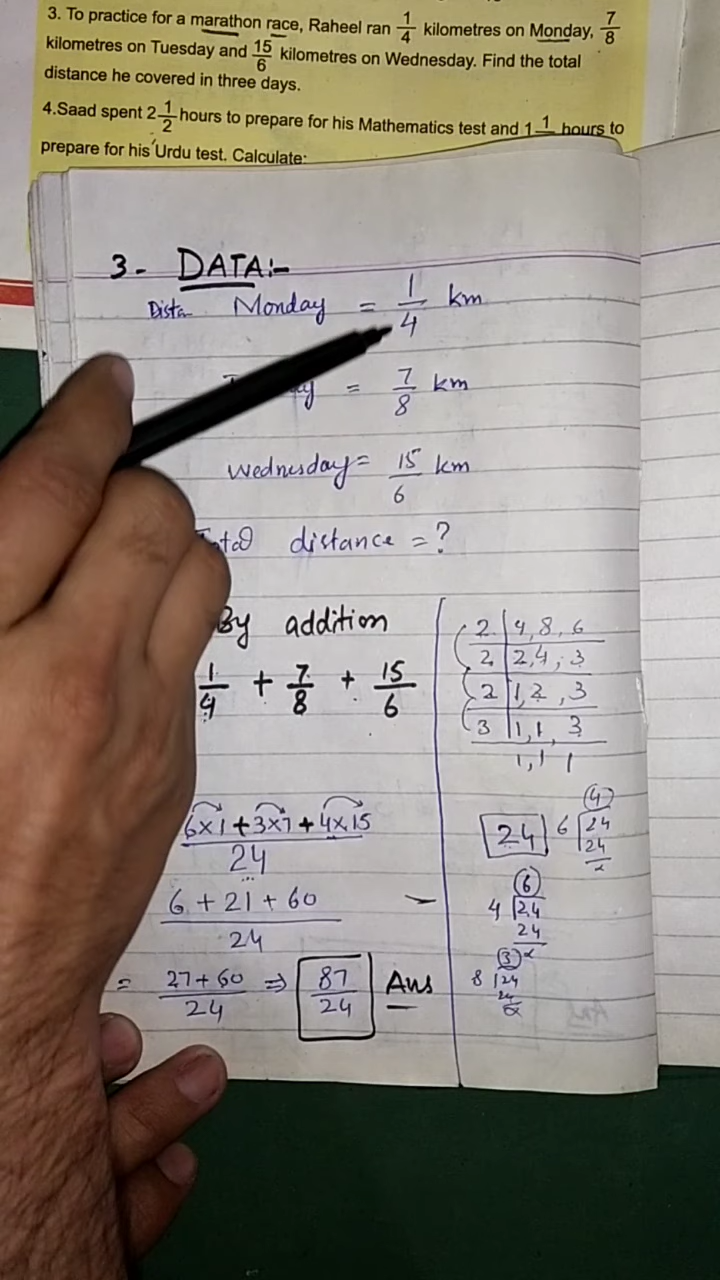 3. To practice for a marathon race, Raheel ran 1/4 kilometres on Monday, 7/8
kilometres on Tuesday and 15/6 kilometres on Wednesday. Find the total
distance he covered in three days.
4.Saad spent 2 1/2 hours to prepare for his Mathematics test and 1 1 hours to
prepare for his Urdu test. Calculate:
3- DATA:-
Dista Monday = 1/4 km
= 7/8 km
Wednesday = 15/6 km
distance = ?
By addition
1/4 + 7/8 + 15/6
6×1+3×7+4×15
24
6 + 21 + 60
24
= 27+60/24 ⇒ 87/24 Ans
2 | 4, 8, 6
2 | 2, 4, 3
2 | 1, 2, 3
3 | 1, 1, 3
1, 1 1
24
4
6 24
24
6
4 24
24
3
8 24
24